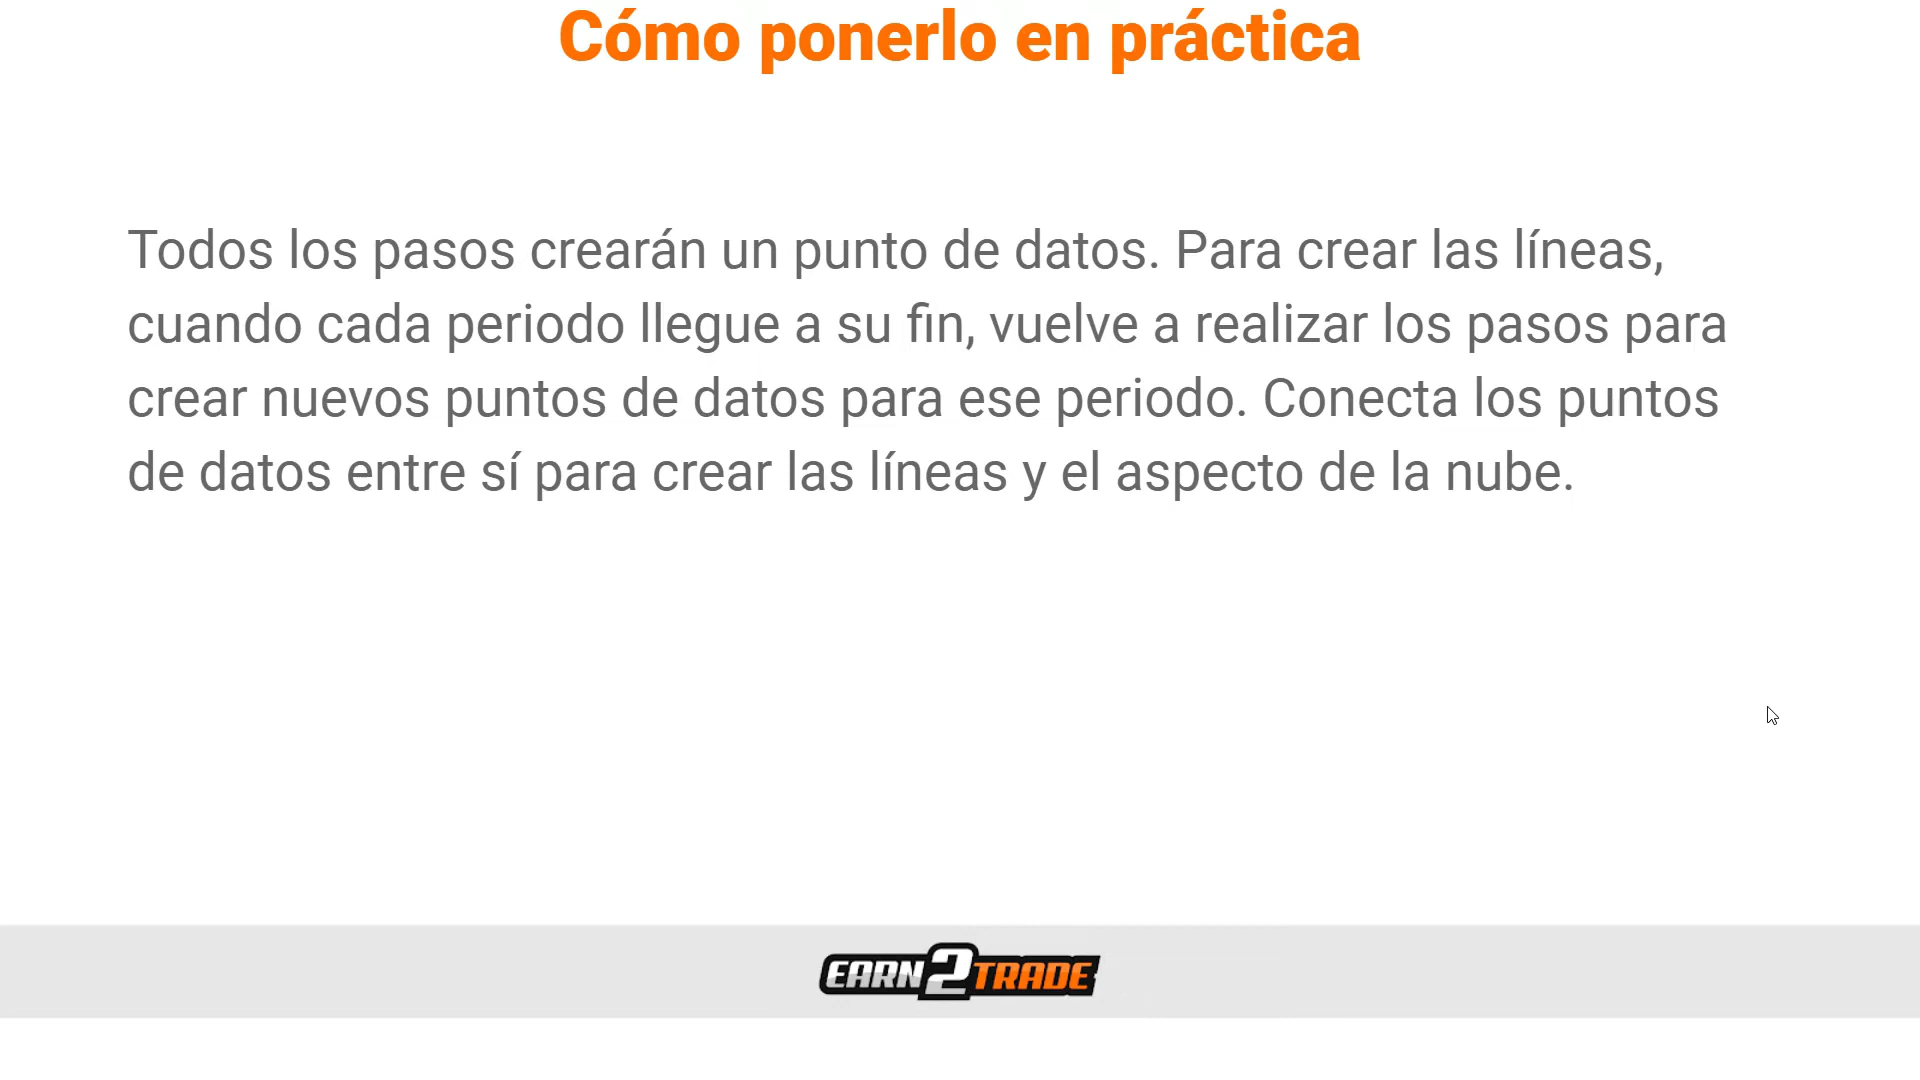 Cómo ponerlo en práctica
Todos los pasos crearán un punto de datos. Para crear las líneas,
cuando cada periodo llegue a su fin, vuelve a realizar los pasos para
crear nuevos puntos de datos para ese periodo. Conecta los puntos
de datos entre sí para crear las líneas y el aspecto de la nube.
EARN2TRADE